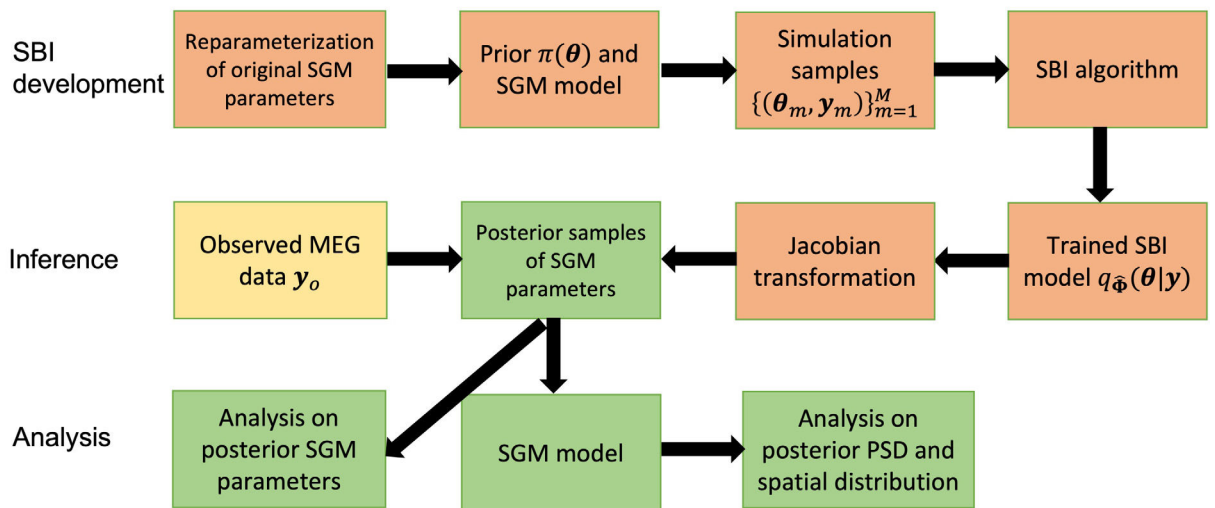 SBI
development
Reparameterization
of original SGM
parameters
Prior π(θ) and
SGM model
Simulation
samples
{(θₘ, yₘ)}ᴹₘ₌₁
SBI algorithm
Inference
Observed MEG
data yₒ
Posterior samples
of SGM
parameters
Jacobian
transformation
Trained SBI
model q_Φ̂(θ|y)
Analysis
Analysis on
posterior SGM
parameters
SGM model
Analysis on
posterior PSD and
spatial distribution